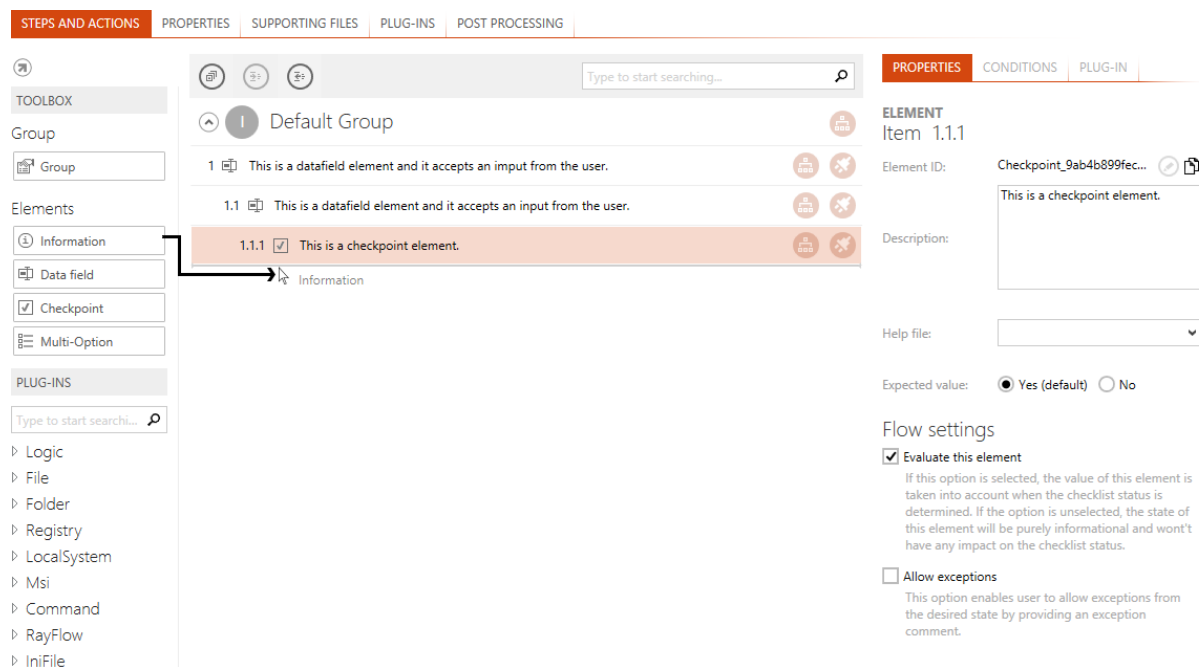 STEPS AND ACTIONS
PROPERTIES
SUPPORTING FILES
PLUG-INS
POST PROCESSING
TOOLBOX
Group
Group
Elements
Information
Data field
Checkpoint
Multi-Option
PLUG-INS
Type to start searchi...
Logic
File
Folder
Registry
LocalSystem
Msi
Command
RayFlow
IniFile
Type to start searching...
I Default Group
1 This is a datafield element and it accepts an imput from the user.
1.1 This is a datafield element and it accepts an input from the user.
1.1.1 This is a checkpoint element.
Information
PROPERTIES
CONDITIONS
PLUG-IN
ELEMENT
Item 1.1.1
Element ID: Checkpoint_9ab4b899fec...
Description: This is a checkpoint element.
Help file:
Expected value: Yes (default) No
Flow settings
Evaluate this element
If this option is selected, the value of this element is
taken into account when the checklist status is
determined. If the option is unselected, the state of
this element will be purely informational and wont't
have any impact on the checklist status.
Allow exceptions
This option enables user to allow exceptions from
the desired state by providing an exception
comment.